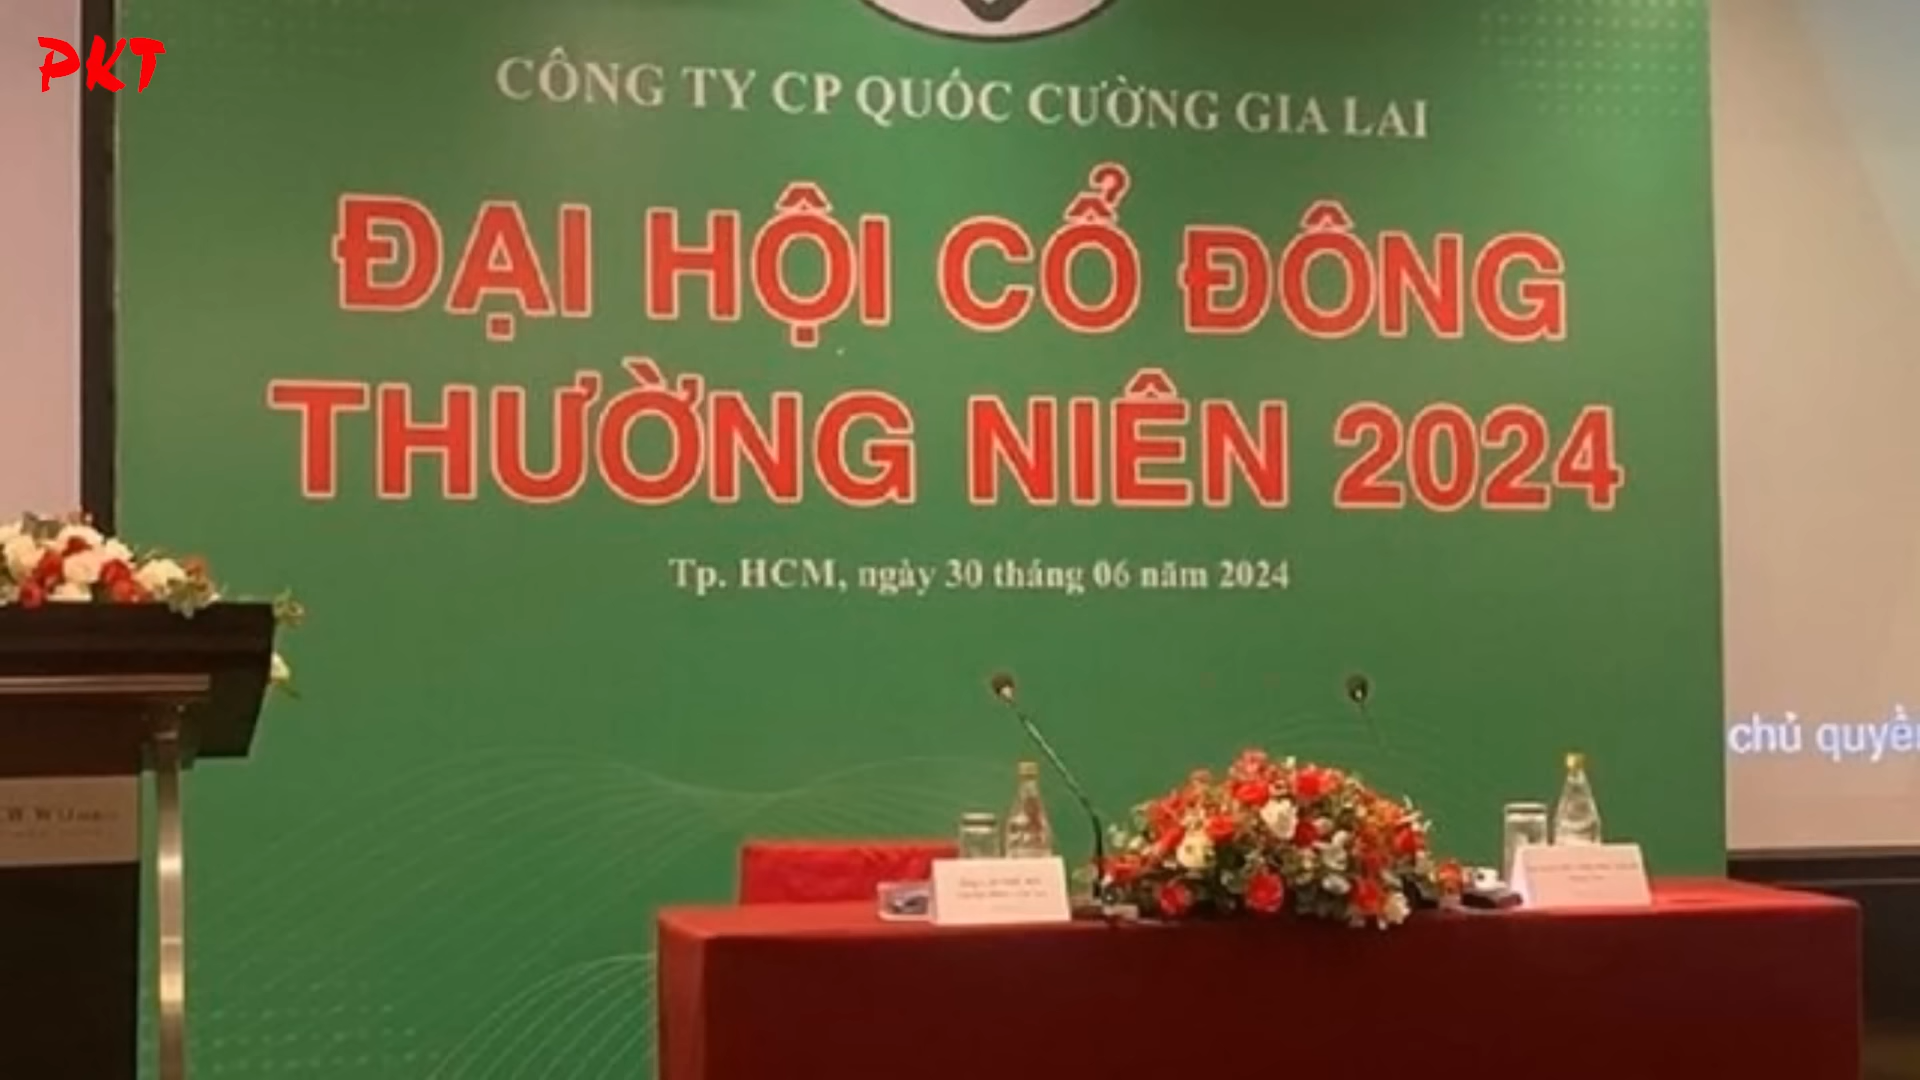 PKT
CÔNG TY CP QUỐC CƯỜNG GIA LAI
ĐẠI HỘI CỔ ĐÔNG
THƯỜNG NIÊN 2024
Tp. HCM, ngày 30 tháng 06 năm 2024
chủ quyền